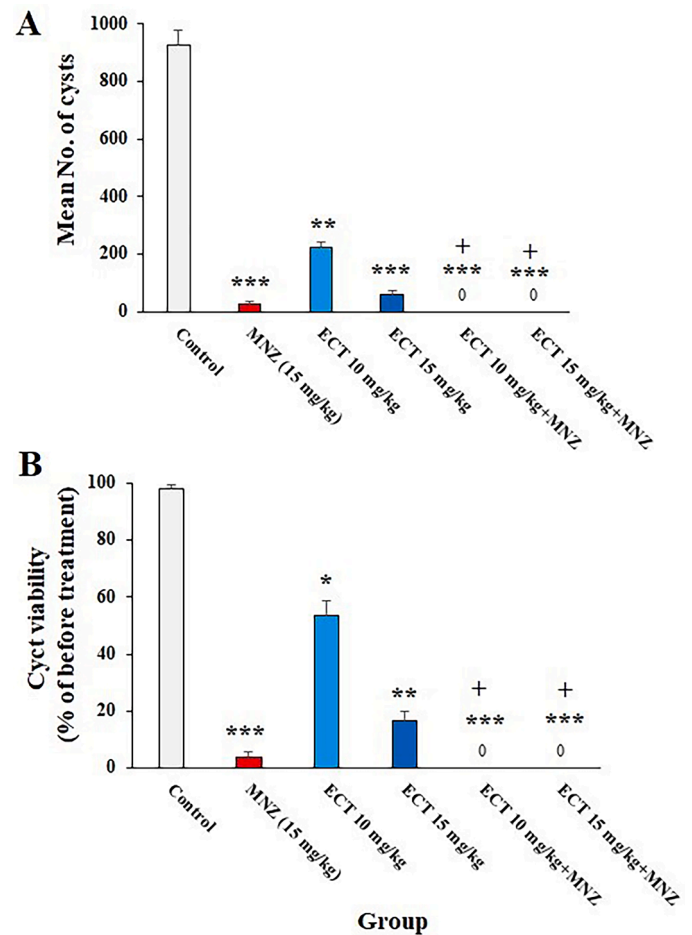 A
Mean No. of cysts
1000
800
600
400
200
0
***
**
***
+
***
0
+
***
0
Control
MNZ (15 mg/kg)
ECT 10 mg/kg
ECT 15 mg/kg
ECT 10 mg/kg+MNZ
ECT 15 mg/kg+MNZ
B
Cyct viability
(% of before treatment)
100
80
60
40
20
0
***
*
**
+
***
0
+
***
0
Control
MNZ (15 mg/kg)
ECT 10 mg/kg
ECT 15 mg/kg
ECT 10 mg/kg+MNZ
ECT 15 mg/kg+MNZ
Group